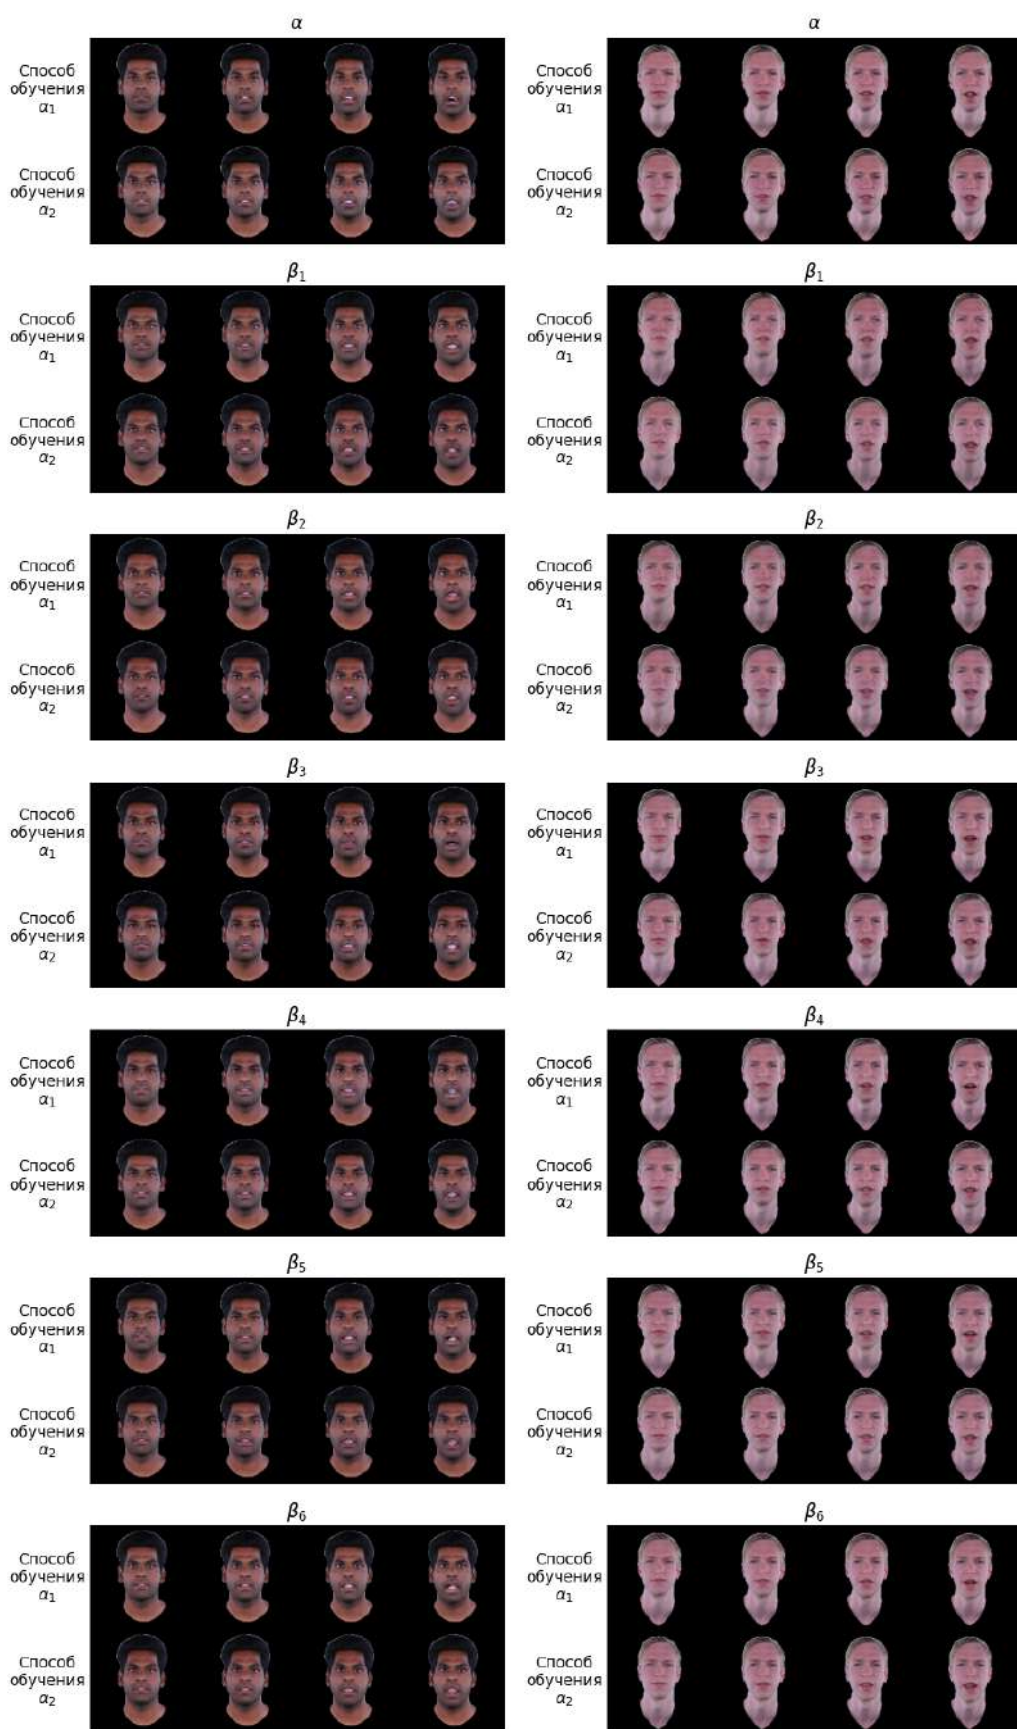 α
α
Способ
обучения
α₁
Способ
обучения
α₁
Способ
обучения
α₂
Способ
обучения
α₂
β₁
β₁
Способ
обучения
α₁
Способ
обучения
α₁
Способ
обучения
α₂
Способ
обучения
α₂
β₂
β₂
Способ
обучения
α₁
Способ
обучения
α₁
Способ
обучения
α₂
Способ
обучения
α₂
β₃
β₃
Способ
обучения
α₁
Способ
обучения
α₁
Способ
обучения
α₂
Способ
обучения
α₂
β₄
β₄
Способ
обучения
α₁
Способ
обучения
α₁
Способ
обучения
α₂
Способ
обучения
α₂
β₅
β₅
Способ
обучения
α₁
Способ
обучения
α₁
Способ
обучения
α₂
Способ
обучения
α₂
β₆
β₆
Способ
обучения
α₁
Способ
обучения
α₁
Способ
обучения
α₂
Способ
обучения
α₂